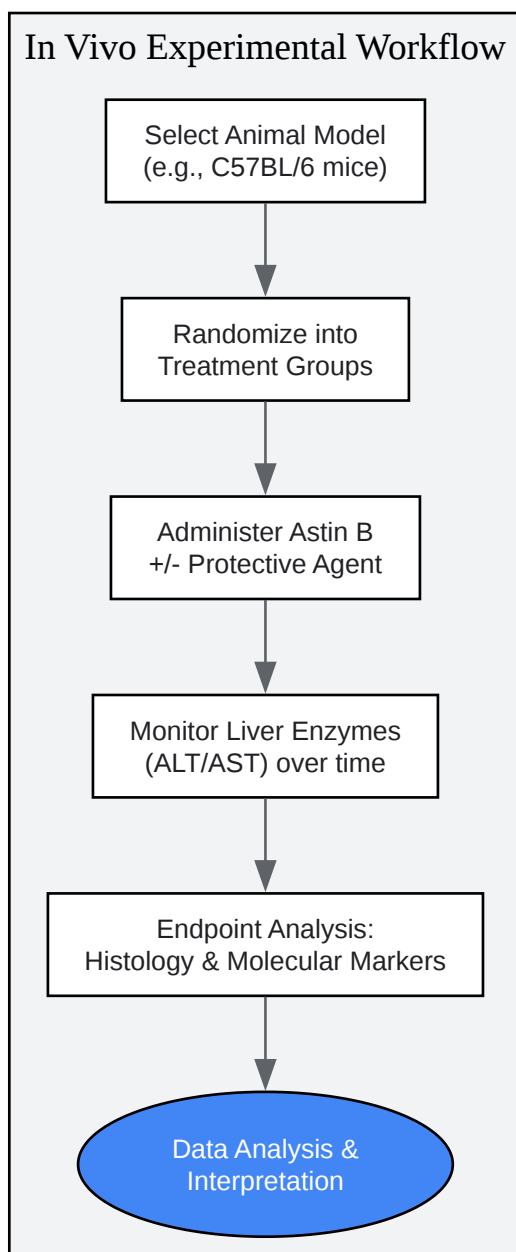 In Vivo Experimental Workflow
Select Animal Model
(e.g., C57BL/6 mice)
Randomize into
Treatment Groups
Administer Astin B
+/- Protective Agent
Monitor Liver Enzymes
(ALT/AST) over time
Endpoint Analysis:
Histology & Molecular Markers
Data Analysis &
Interpretation